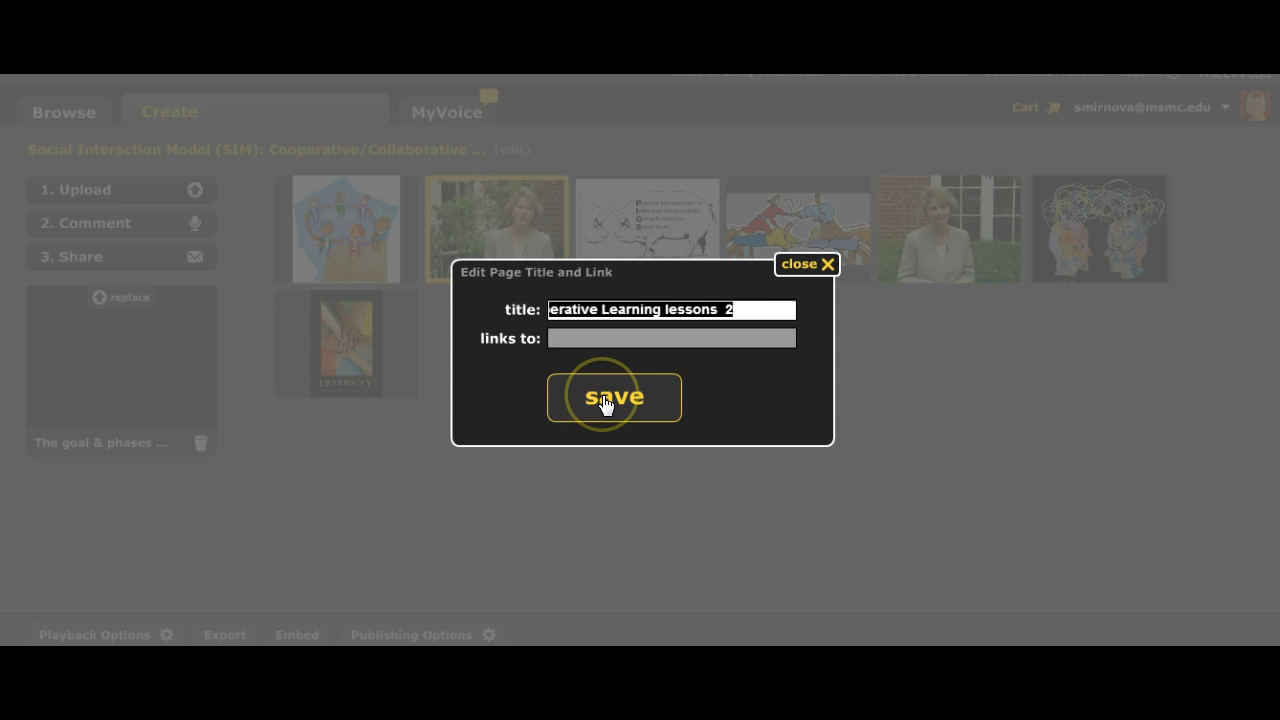 Browse
Create
MyVoice
Cart
smirnova@msmc.edu
Social Interaction Model (SIM): Cooperative/Collaborative ... (edit)
1. Upload
2. Comment
3. Share
replace
The goal & phases ...
Edit Page Title and Link
close X
title: erative Learning lessons 2
links to:
save
Playback Options
Export
Embed
Publishing Options